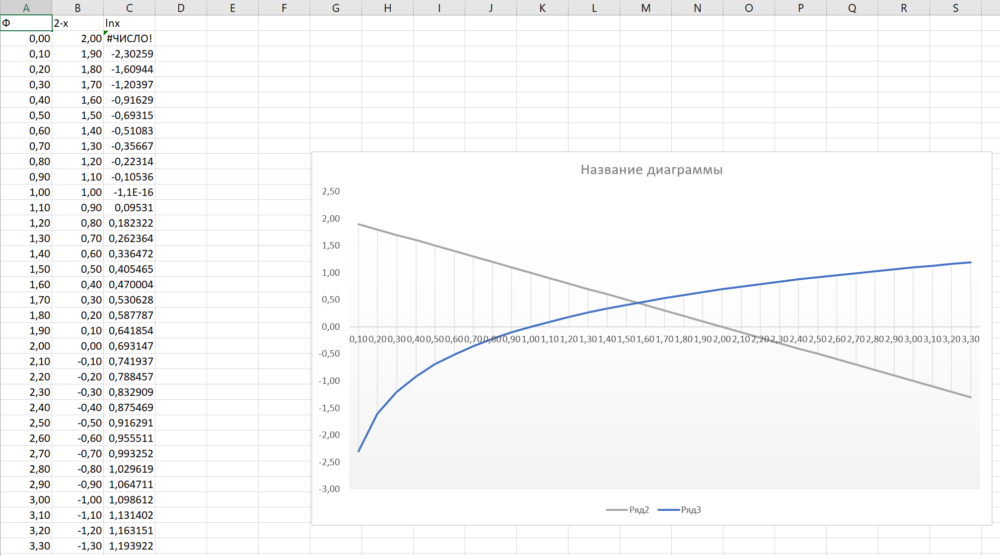 A B C D E F G H I J K L M N O P Q R S
Ф 2-x lnx
0,00 2,00 #ЧИСЛО!
0,10 1,90 -2,30259
0,20 1,80 -1,60944
0,30 1,70 -1,20397
0,40 1,60 -0,91629
0,50 1,50 -0,69315
0,60 1,40 -0,51083
0,70 1,30 -0,35667
0,80 1,20 -0,22314
0,90 1,10 -0,10536
1,00 1,00 -1,1E-16
1,10 0,90 0,09531
1,20 0,80 0,182322
1,30 0,70 0,262364
1,40 0,60 0,336472
1,50 0,50 0,405465
1,60 0,40 0,470004
1,70 0,30 0,530628
1,80 0,20 0,587787
1,90 0,10 0,641854
2,00 0,00 0,693147
2,10 -0,10 0,741937
2,20 -0,20 0,788457
2,30 -0,30 0,832909
2,40 -0,40 0,875469
2,50 -0,50 0,916291
2,60 -0,60 0,955511
2,70 -0,70 0,993252
2,80 -0,80 1,029619
2,90 -0,90 1,064711
3,00 -1,00 1,098612
3,10 -1,10 1,131402
3,20 -1,20 1,163151
3,30 -1,30 1,193922
Название диаграммы
2,50
2,00
1,50
1,00
0,50
0,00
-0,50
-1,00
-1,50
-2,00
-2,50
-3,00
0,10 0,20 0,30 0,40 0,50 0,60 0,70 0,80 0,90 1,00 1,10 1,20 1,30 1,40 1,50 1,60 1,70 1,80 1,90 2,00 2,10 2,20 2,30 2,40 2,50 2,60 2,70 2,80 2,90 3,00 3,10 3,20 3,30
Ряд2 Ряд3